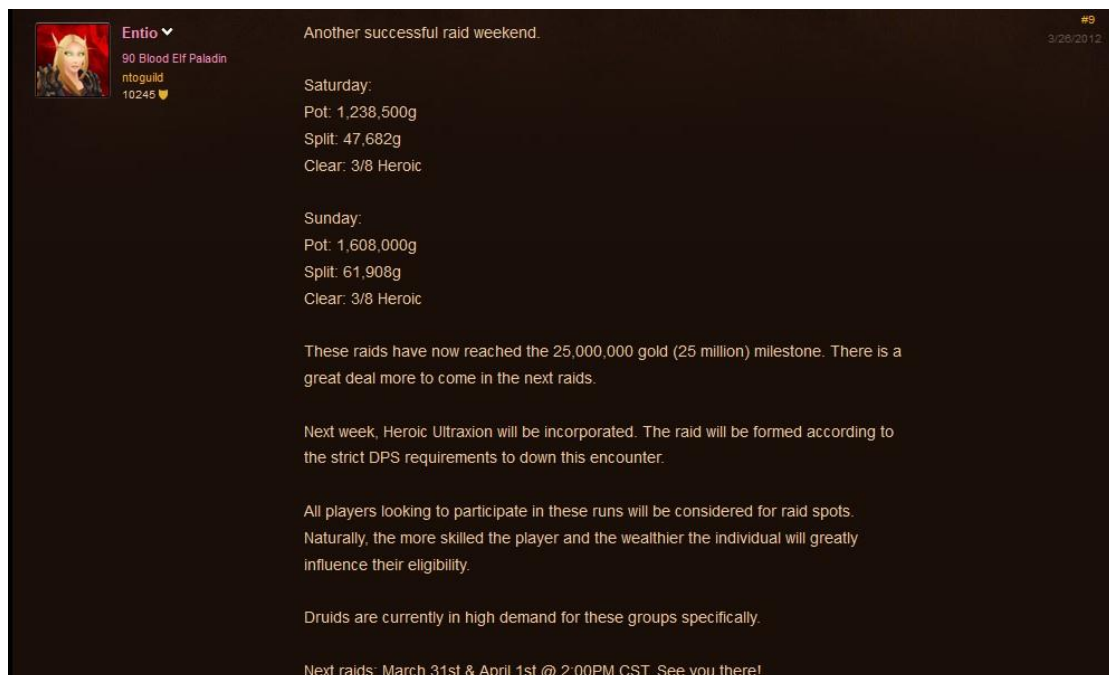 Entio
90 Blood Elf Paladin
ntoguild
10245
Another successful raid weekend.
#9
3/26/2012
Saturday:
Pot: 1,238,500g
Split: 47,682g
Clear: 3/8 Heroic
Sunday:
Pot: 1,608,000g
Split: 61,908g
Clear: 3/8 Heroic
These raids have now reached the 25,000,000 gold (25 million) milestone. There is a
great deal more to come in the next raids.
Next week, Heroic Ultraxion will be incorporated. The raid will be formed according to
the strict DPS requirements to down this encounter.
All players looking to participate in these runs will be considered for raid spots.
Naturally, the more skilled the player and the wealthier the individual will greatly
influence their eligibility.
Druids are currently in high demand for these groups specifically.
Next raids: March 31st & April 1st @ 2:00PM CST. See you there!